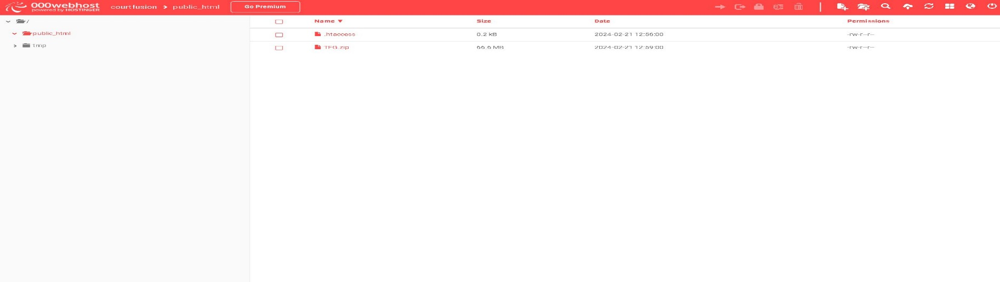 000webhost
powered by HOSTINGER
courtfusion > public_html
Go Premium
/
public_html
tmp
Name ▼ Size Date Permissions
.htaccess 0.2 kB 2024-02-21 12:56:00 -rw-r--r--
TFG.zip 66.6 MB 2024-02-21 12:59:00 -rw-r--r--